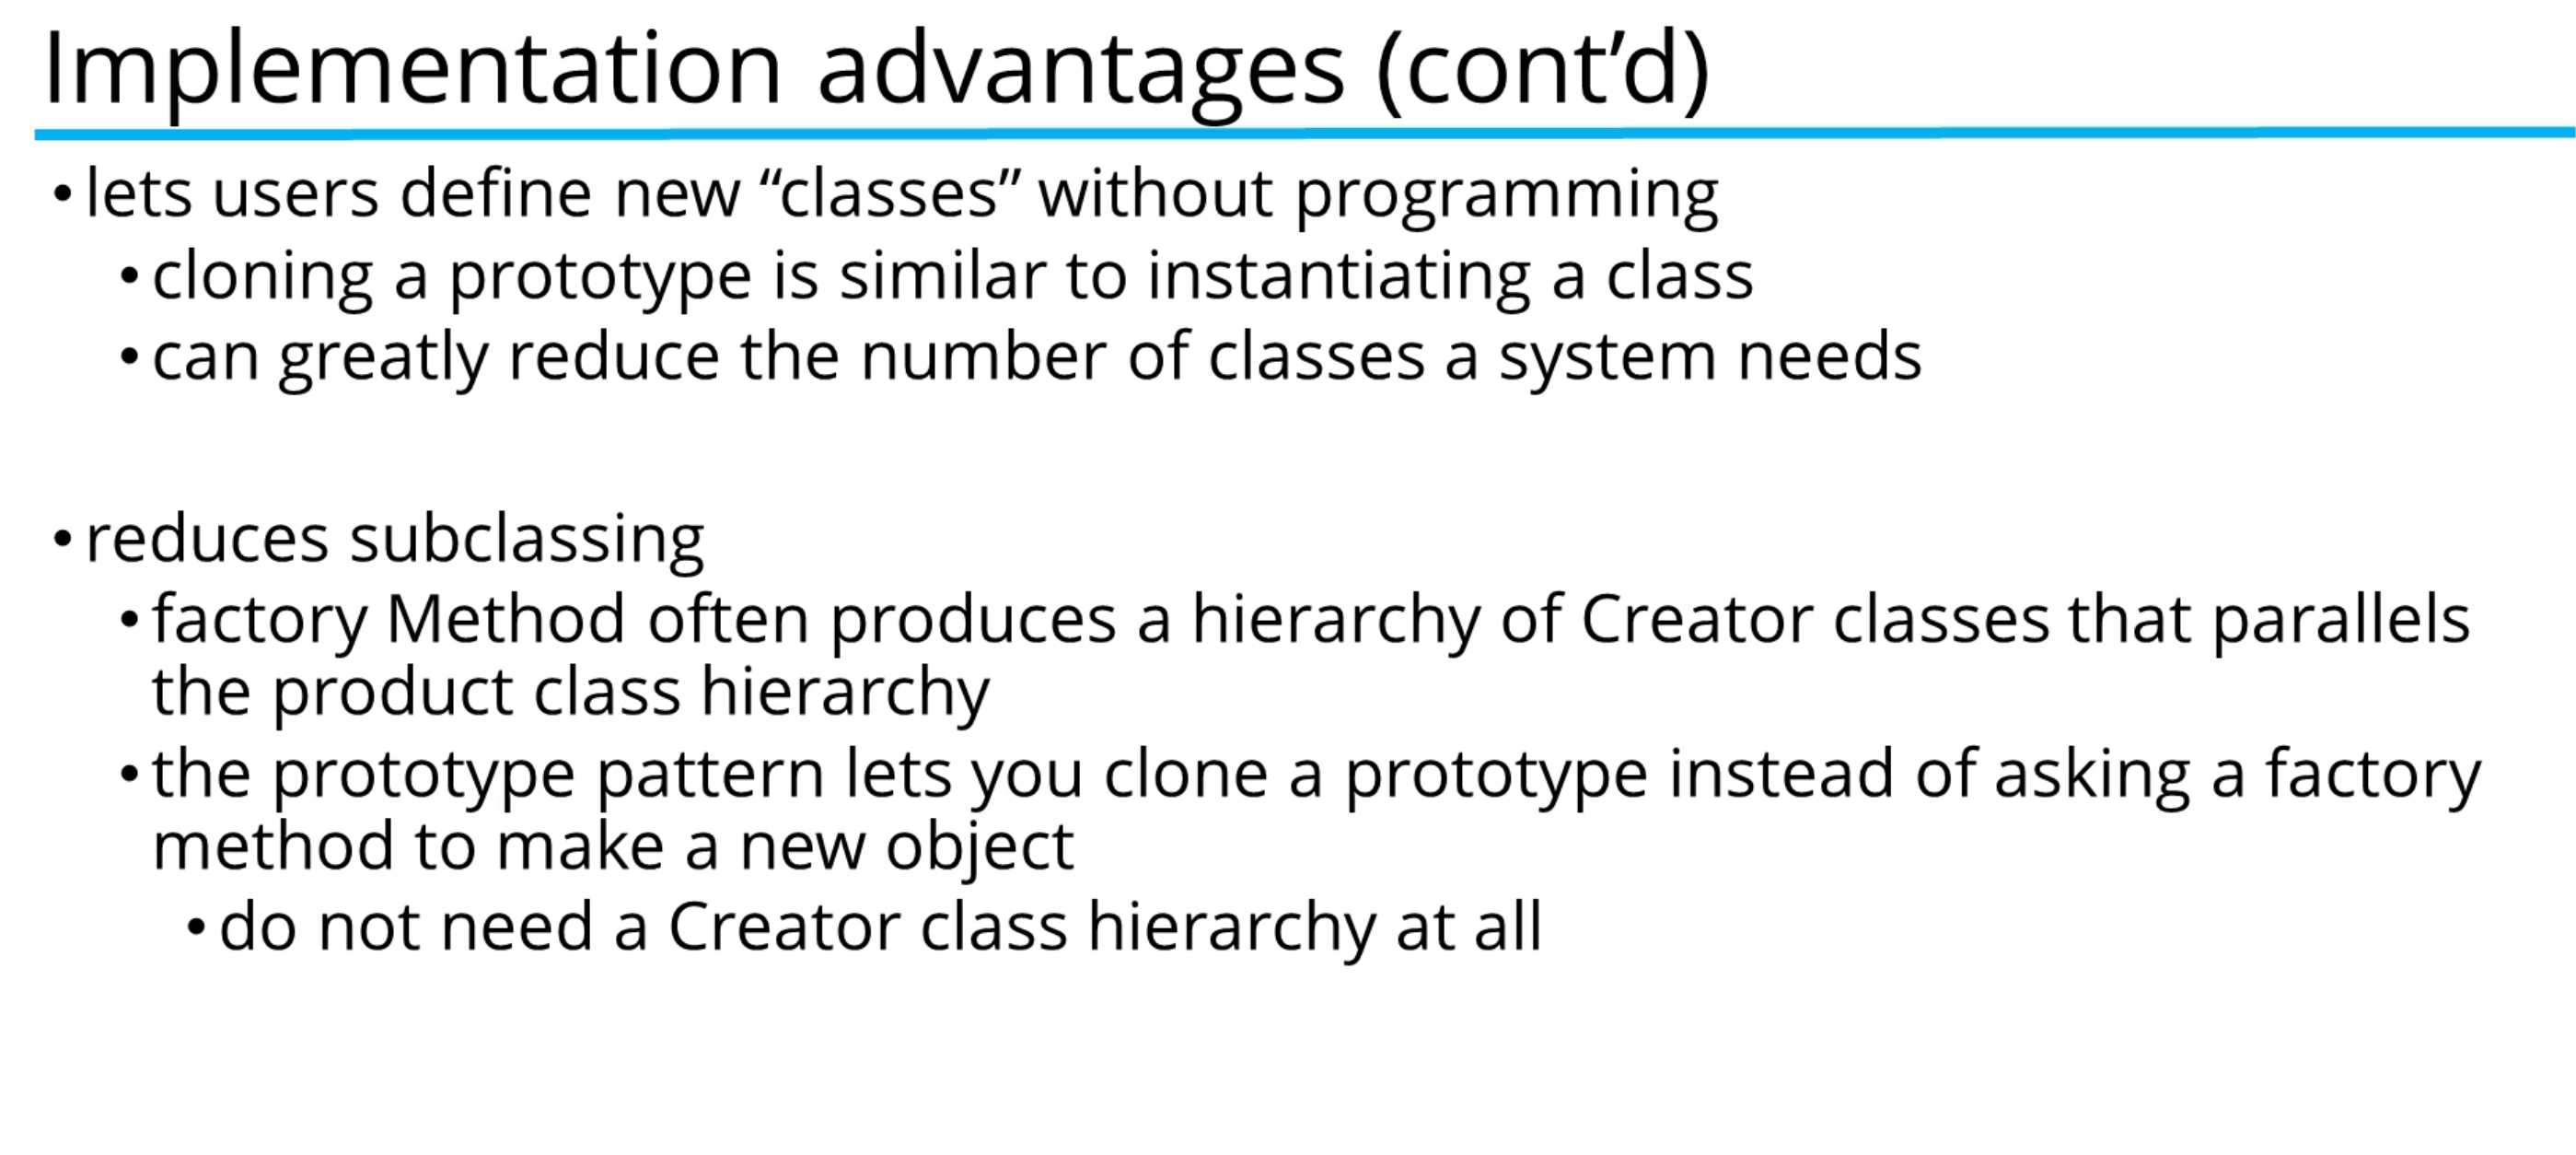 Implementation advantages (cont’d)
• lets users define new “classes” without programming
• cloning a prototype is similar to instantiating a class
• can greatly reduce the number of classes a system needs
• reduces subclassing
• factory Method often produces a hierarchy of Creator classes that parallels
the product class hierarchy
• the prototype pattern lets you clone a prototype instead of asking a factory
method to make a new object
• do not need a Creator class hierarchy at all